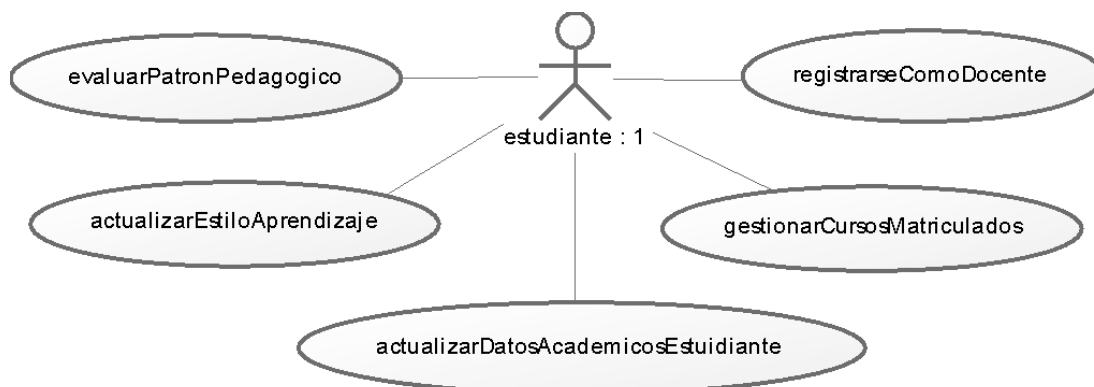 evaluarPatronPedagogico
registrarseComoDocente
estudiante : 1
actualizarEstiloAprendizaje
gestionarCursosMatriculados
actualizarDatosAcademicosEstuidiante